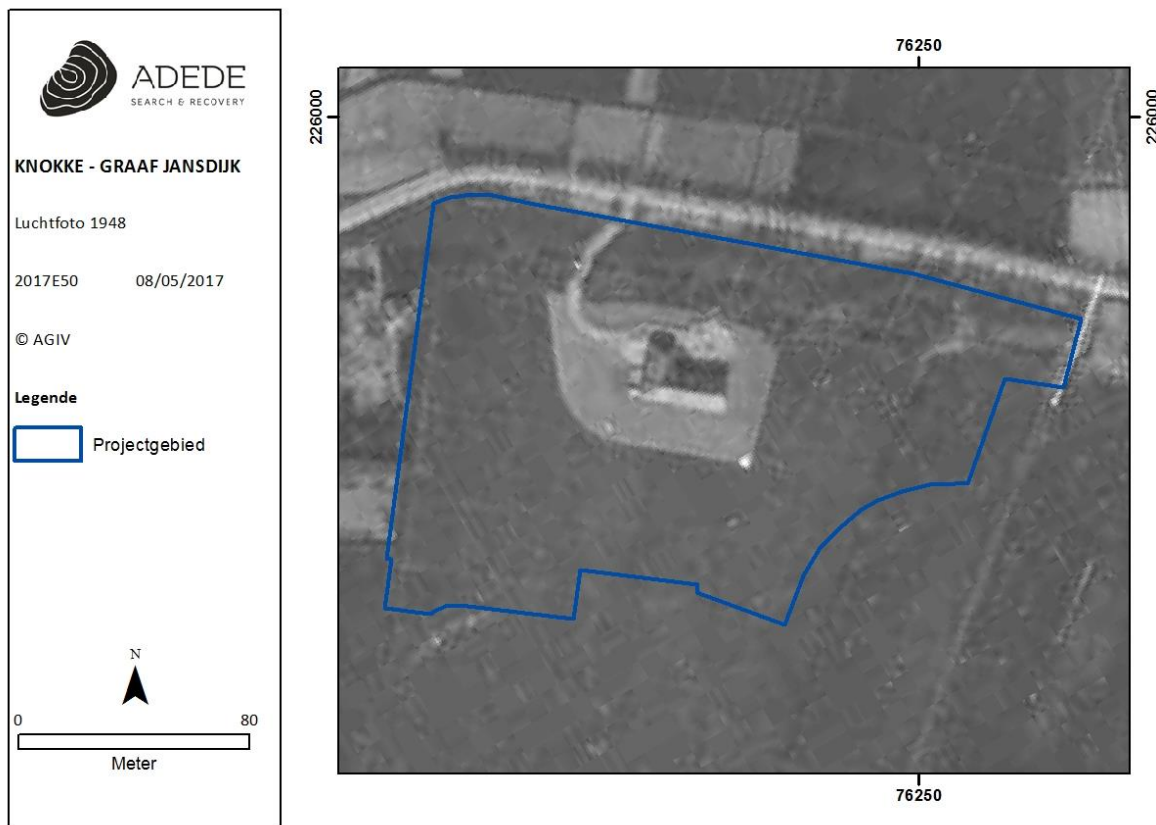 ADEDE
SEARCH & RECOVERY
KNOKKE - GRAAF JANSDIJK
Luchtfoto 1948
2017E50 08/05/2017
© AGIV
Legende
Projectgebied
N
0 80
Meter
76250
226000
226000
76250